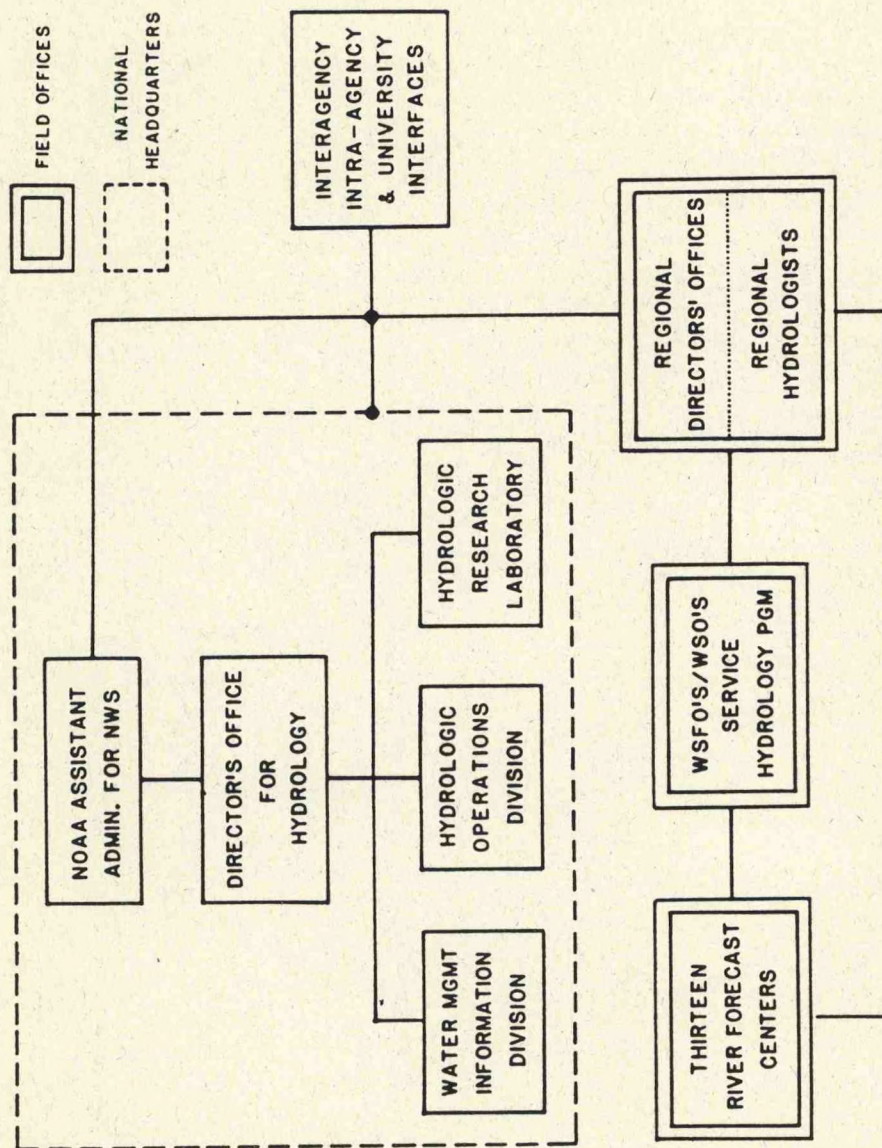 FIELD OFFICES
NATIONAL
HEADQUARTERS
NOAA ASSISTANT
ADMIN. FOR NWS
DIRECTOR'S OFFICE
FOR
HYDROLOGY
WATER MGMT
INFORMATION
DIVISION
HYDROLOGIC
OPERATIONS
DIVISION
HYDROLOGIC
RESEARCH
LABORATORY
INTERAGENCY
INTRA-AGENCY
& UNIVERSITY
INTERFACES
THIRTEEN
RIVER FORECAST
CENTERS
WSFO'S/WSO'S
SERVICE
HYDROLOGY PGM
REGIONAL
DIRECTORS' OFFICES
REGIONAL
HYDROLOGISTS